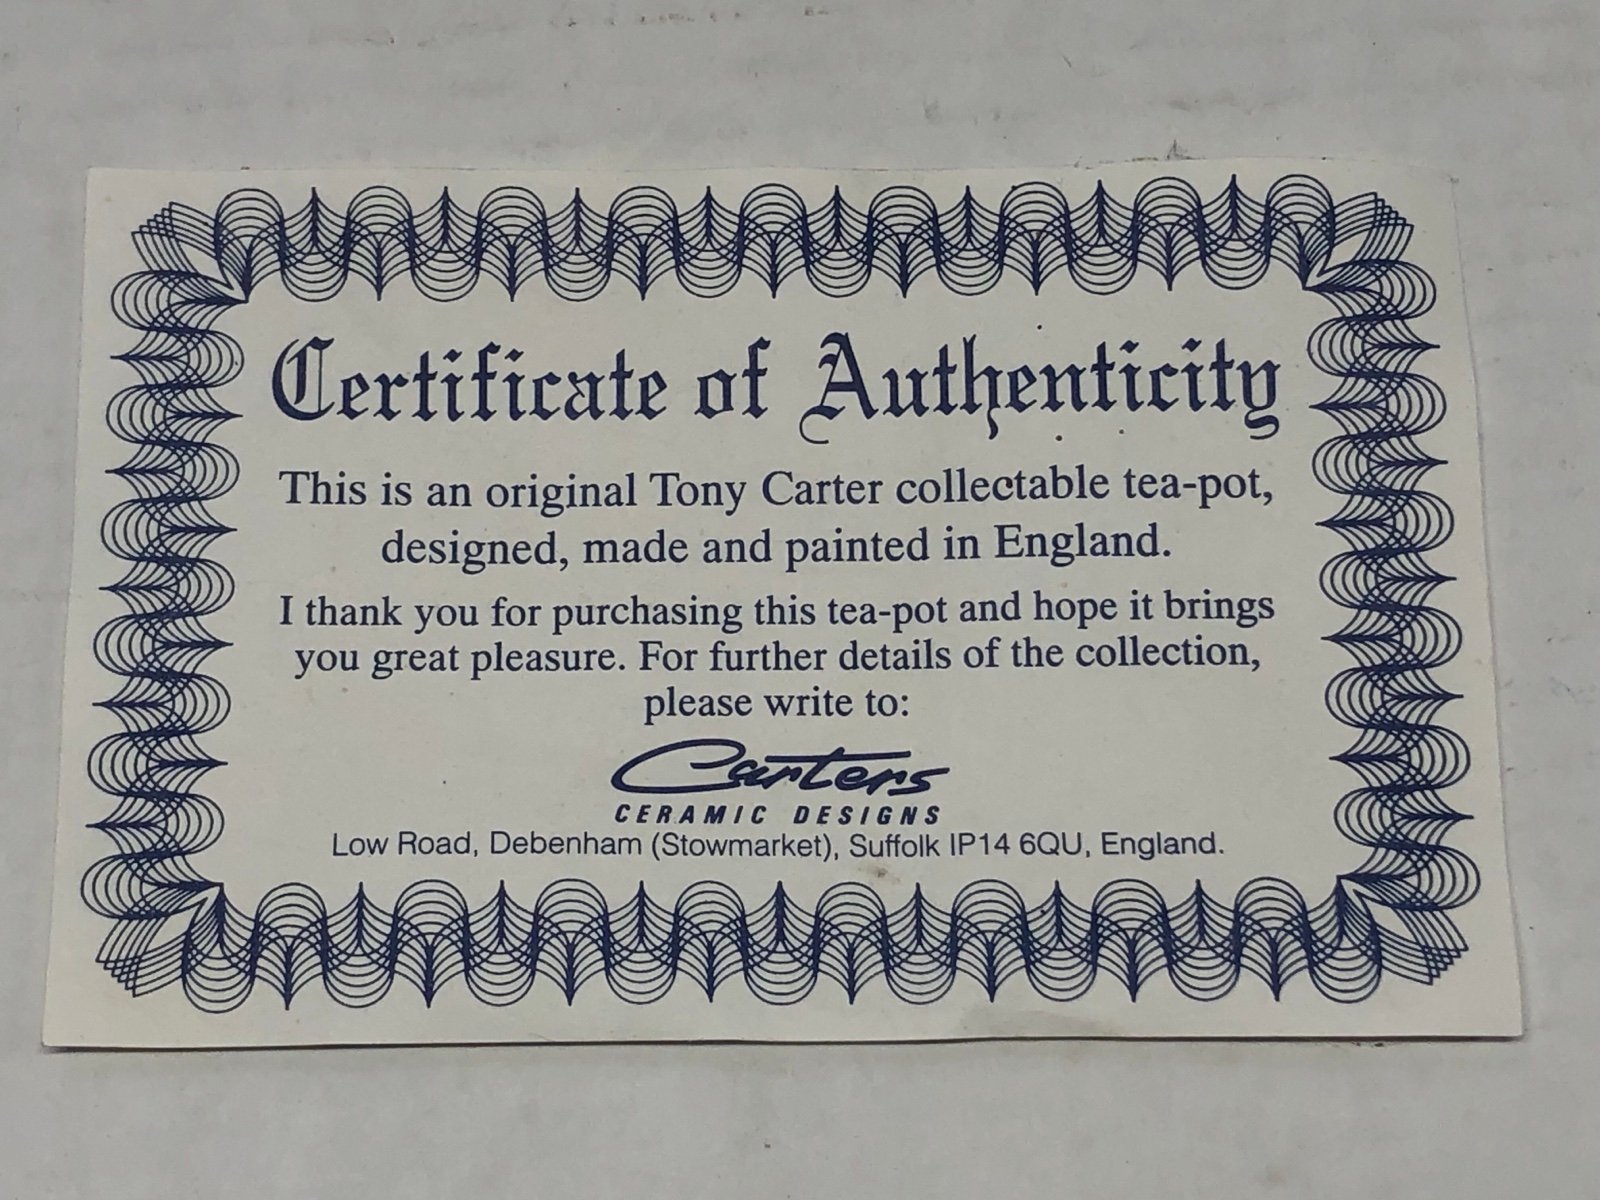 Certificate of Authenticity
This is an original Tony Carter collectable tea-pot,
designed, made and painted in England.
I thank you for purchasing this tea-pot and hope it brings
you great pleasure. For further details of the collection,
please write to:
Carters
CERAMIC DESIGNS
Low Road, Debenham (Stowmarket), Suffolk IP14 6QU, England.